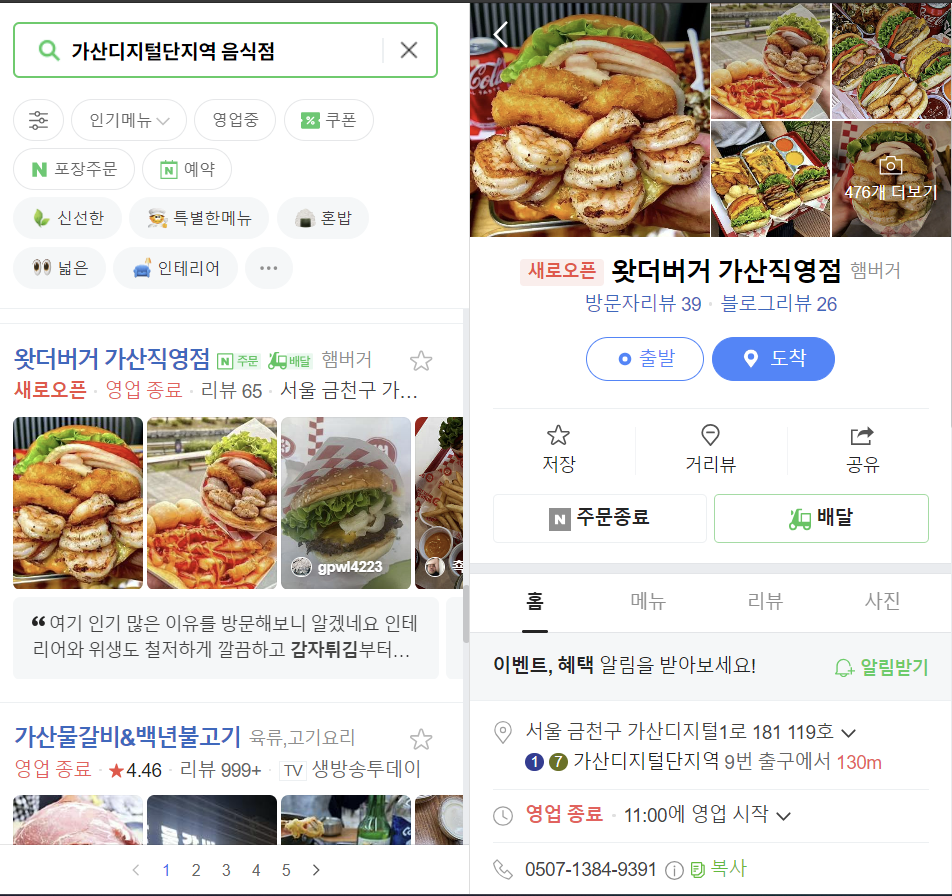 가산디지털단지역 음식점
인기메뉴 영업중 쿠폰
N 포장주문 N 예약
신선한 특별한메뉴 혼밥
넓은 인테리어 ···
왓더버거 가산직영점 N 주문 배달 햄버거
새로오픈 · 영업 종료 · 리뷰 65 · 서울 금천구 가...
gpwl4223
여기 인기 많은 이유를 방문해보니 알겠네요 인테
리어와 위생도 철저하게 깔끔하고 감자튀김부터...
가산물갈비&백년불고기 육류,고기요리
영업 종료 · ★4.46 · 리뷰 999+ · TV 생방송투데이
1 2 3 4 5
476개 더보기
새로오픈 왓더버거 가산직영점 햄버거
방문자리뷰 39 · 블로그리뷰 26
출발 도착
저장 거리뷰 공유
N 주문종료 배달
홈 메뉴 리뷰 사진
이벤트, 혜택 알림을 받아보세요! 알림받기
서울 금천구 가산디지털1로 181 119호
1 7 가산디지털단지역 9번 출구에서 130m
영업 종료 · 11:00에 영업 시작
0507-1384-9391 복사